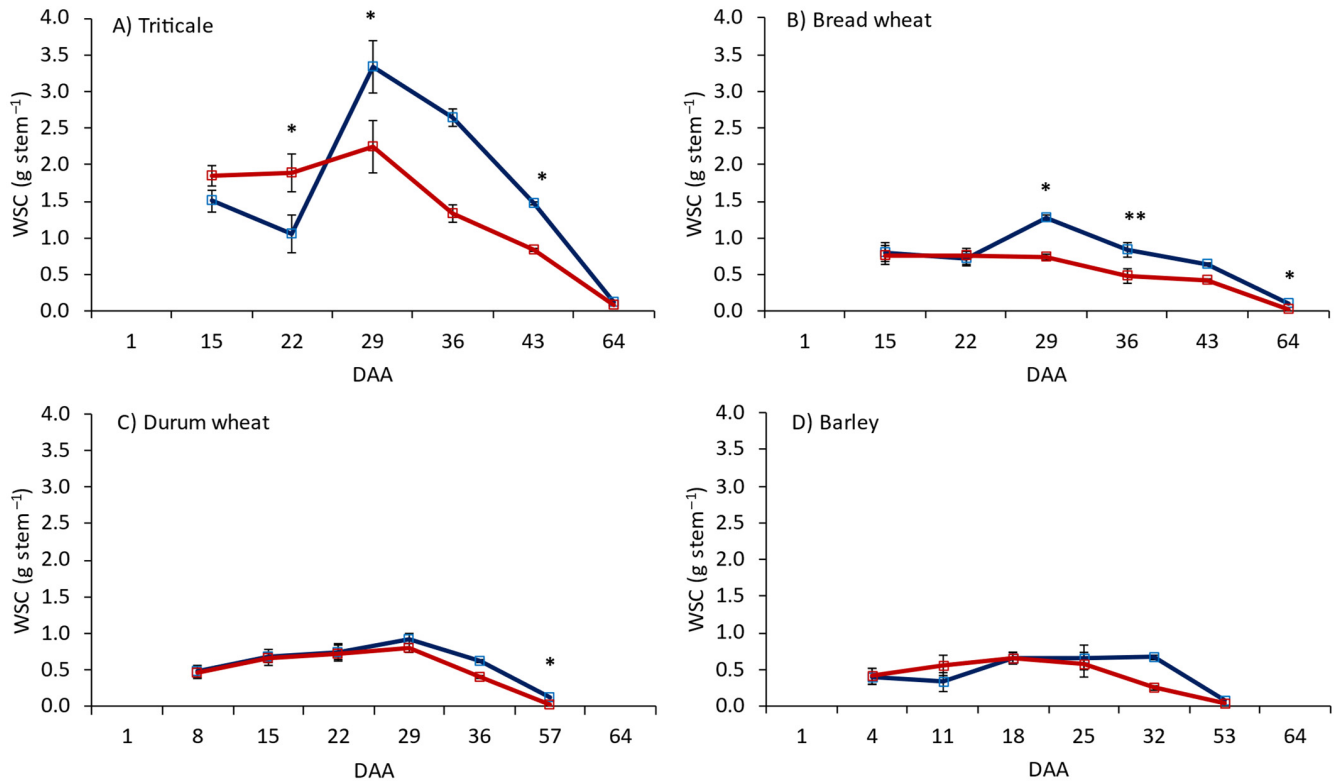 A) Triticale
4.0
3.5
3.0
2.5
2.0
1.5
1.0
0.5
0.0
WSC (g stem⁻¹)
*
*
*
1 15 22 29 36 43 64
DAA
B) Bread wheat
4.0
3.5
3.0
2.5
2.0
1.5
1.0
0.5
0.0
WSC (g stem⁻¹)
*
**
*
1 15 22 29 36 43 64
DAA
C) Durum wheat
4.0
3.5
3.0
2.5
2.0
1.5
1.0
0.5
0.0
WSC (g stem⁻¹)
*
1 8 15 22 29 36 57 64
DAA
D) Barley
4.0
3.5
3.0
2.5
2.0
1.5
1.0
0.5
0.0
WSC (g stem⁻¹)
1 4 11 18 25 32 53 64
DAA